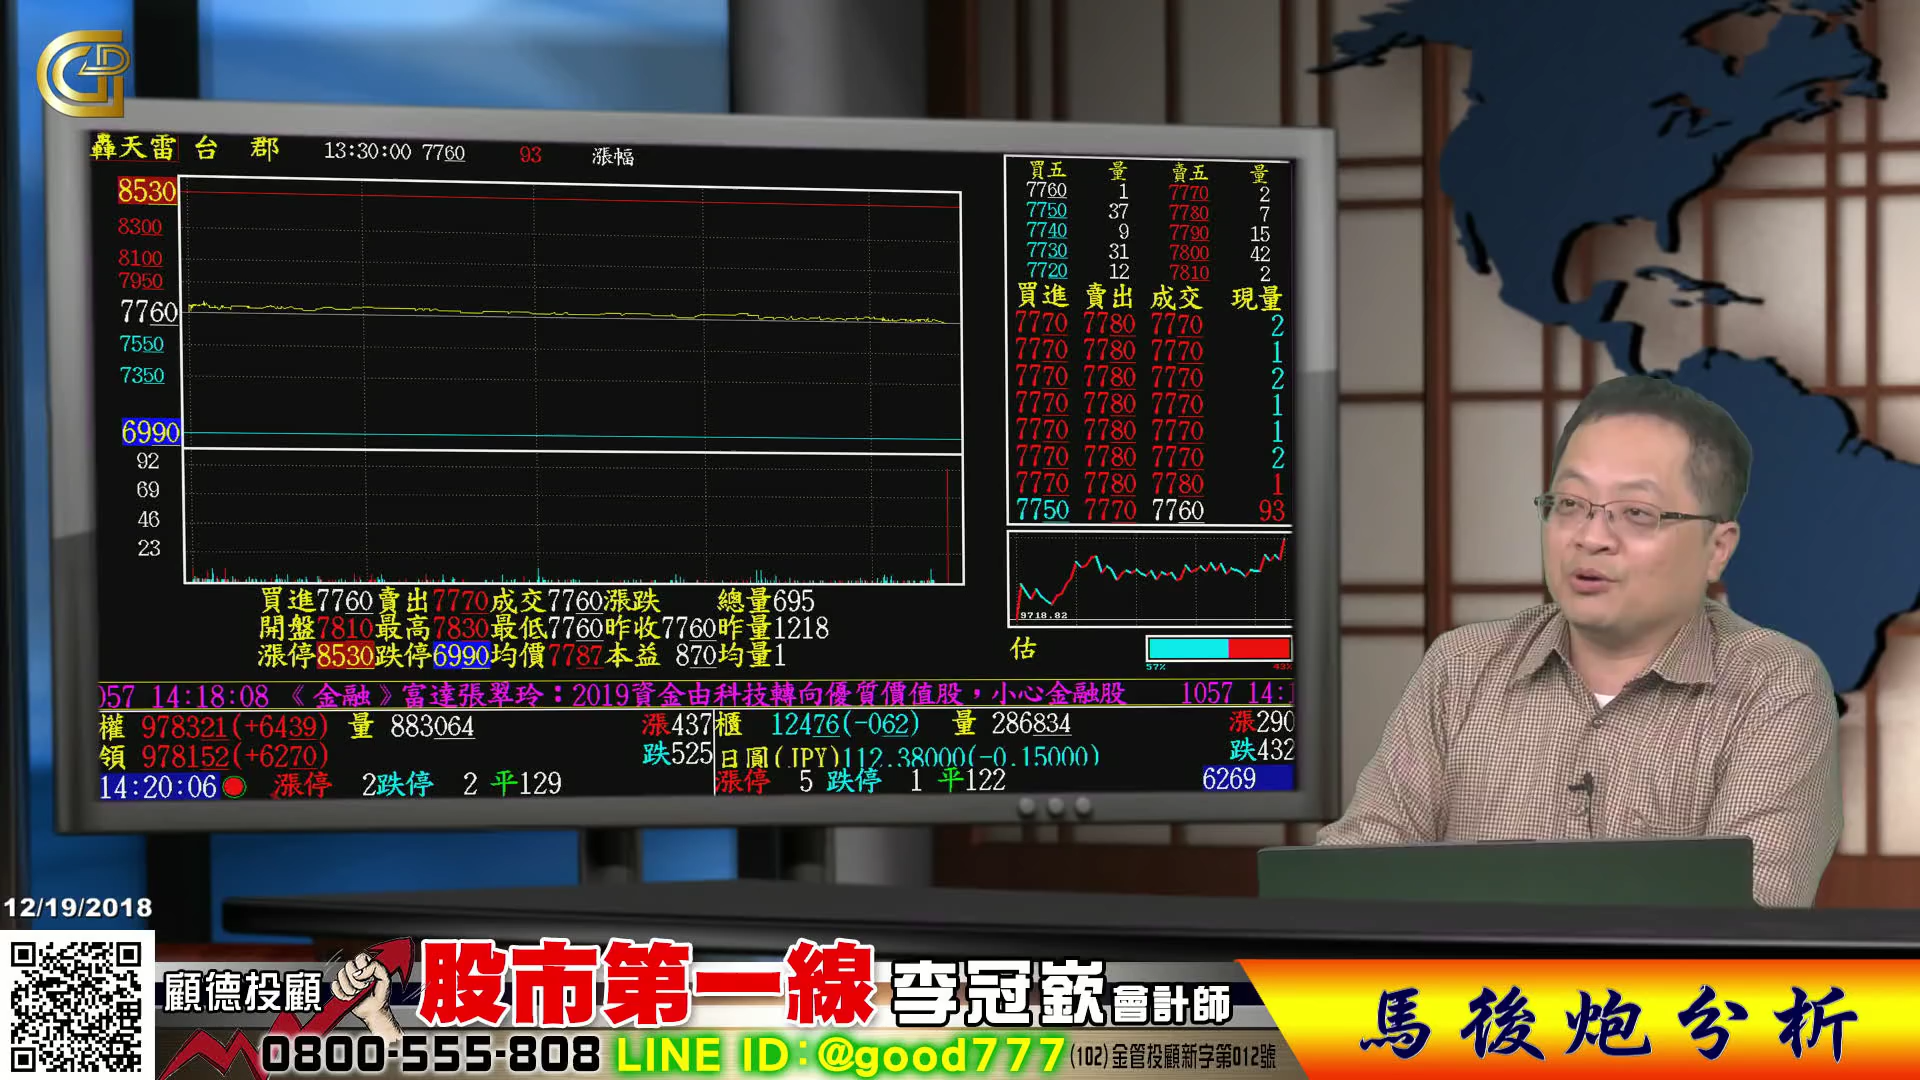 轟天雷 台 郡 13:30:00 7760 93 漲幅
8530
8300
8100
7950
7760
7550
7350
6990
92
69
46
23
買五 量 賣五 量
7760 1 7770 2
7750 37 7780 7
7740 9 7790 15
7730 31 7800 42
7720 12 7810 2
買進 賣出 成交 現量
7770 7780 7770 2
7770 7780 7770 1
7770 7780 7770 2
7770 7780 7770 1
7770 7780 7770 1
7770 7780 7770 2
7770 7780 7780 1
7750 7770 7760 93
9718.82
估
57% 43%
買進7760賣出7770成交7760漲跌 總量695
開盤7810最高7830最低7760昨收7760昨量1218
漲停8530跌停6990均價7787本益 870均量1
057 14:18:08 《金融》富達張翠玲：2019資金由科技轉向優質價值股，小心金融股 1057 14:1
權 978321(+6439) 量 883064 漲437
領 978152(+6270) 跌525
14:20:06 漲停 2跌停 2 平129
櫃 12476(-062) 量 286834 漲290
日圓(JPY)112.38000(-0.15000) 跌432
漲停 5 跌停 1 平122 6269
12/19/2018
顧德投顧 股市第一線 李冠嶔會計師
0800-555-808 LINE ID:@good777 (102)金管投顧新字第012號
馬後炮分析